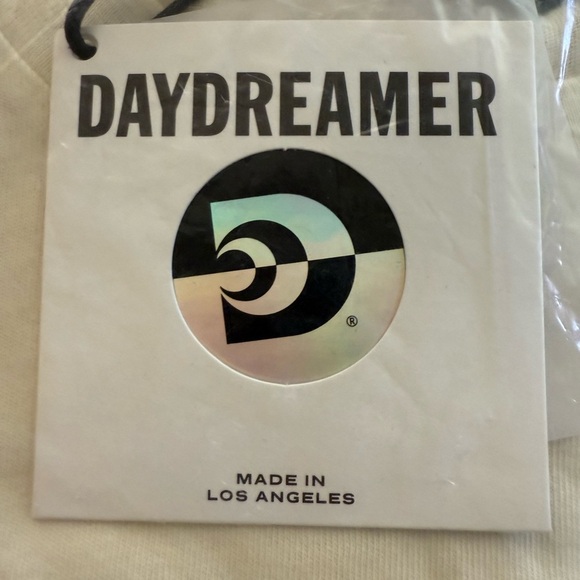 DAYDREAMER
D
®
MADE IN
LOS ANGELES